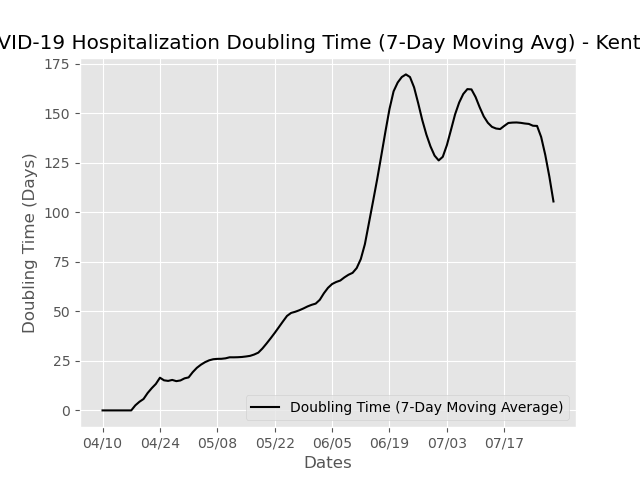 VID-19 Hospitalization Doubling Time (7-Day Moving Avg) - Kent
175
150
125
100
75
50
25
0
Doubling Time (Days)
Doubling Time (7-Day Moving Average)
04/10 04/24 05/08 05/22 06/05 06/19 07/03 07/17
Dates